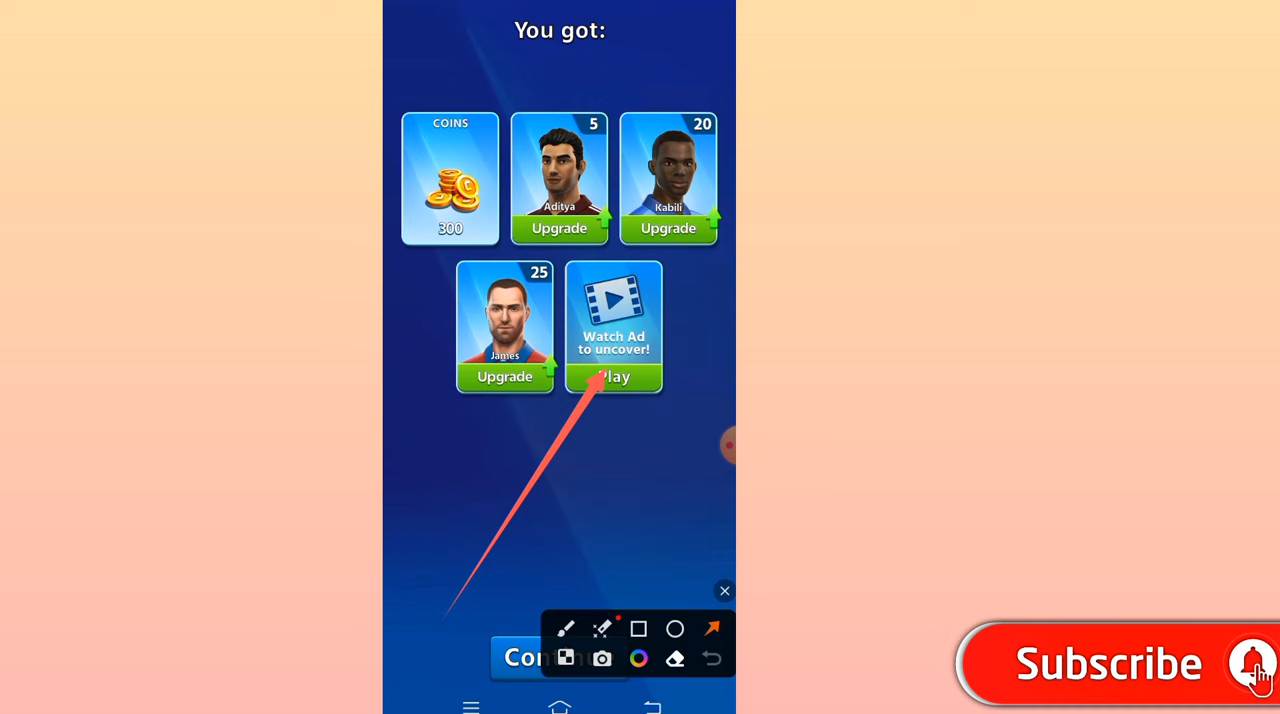 You got:
COINS
300
5
Aditya
Upgrade
20
Kabili
Upgrade
25
James
Upgrade
Watch Ad
to uncover!
Play
Subscribe